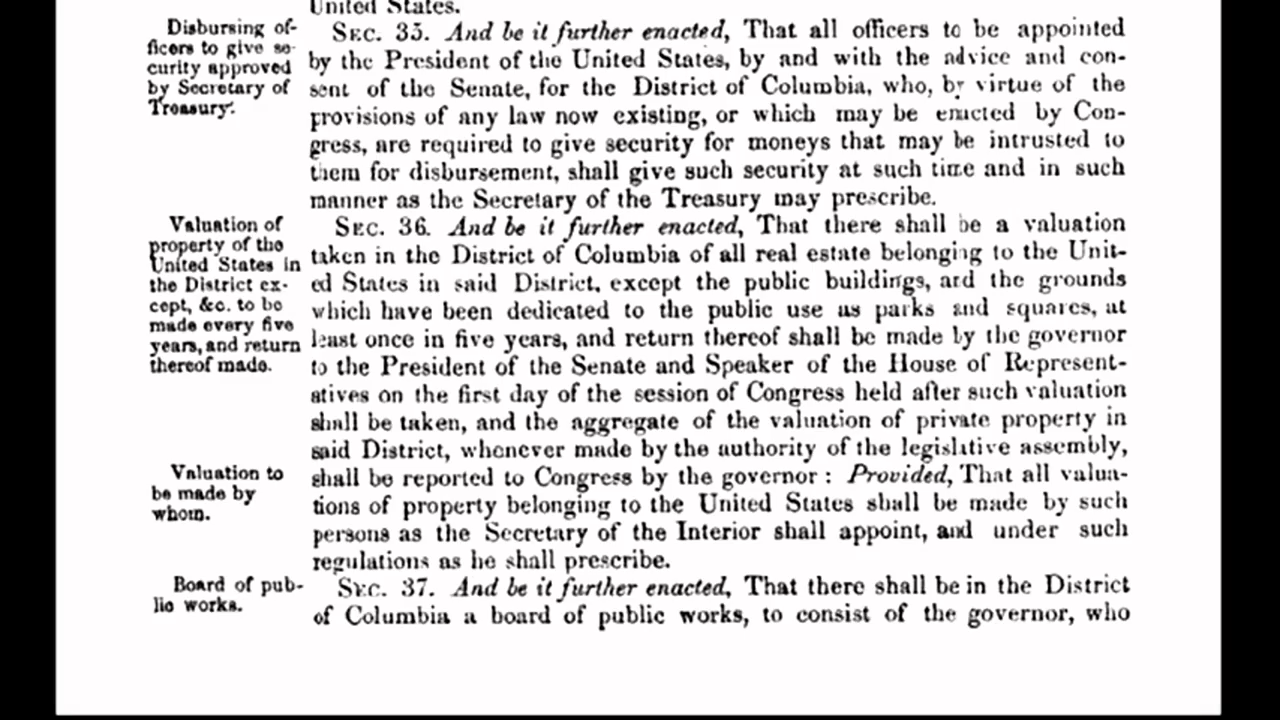 United States.
Disbursing of-
ficers to give se-
curity approved
by Secretary of
Treasury.
SEC. 35. And be it further enacted, That all officers to be appointed
by the President of the United States, by and with the advice and con-
sent of the Senate, for the District of Columbia, who, by virtue of the
provisions of any law now existing, or which may be enacted by Con-
gress, are required to give security for moneys that may be intrusted to
them for disbursement, shall give such security at such time and in such
manner as the Secretary of the Treasury may prescribe.
Valuation of
property of the
United States in
the District ex-
cept, &c. to be
made every five
years, and return
thereof made.
SEC. 36. And be it further enacted, That there shall be a valuation
taken in the District of Columbia of all real estate belonging to the Unit-
ed States in said District, except the public buildings, and the grounds
which have been dedicated to the public use as parks and squares, at
least once in five years, and return thereof shall be made by the governor
to the President of the Senate and Speaker of the House of Represent-
atives on the first day of the session of Congress held after such valuation
shall be taken, and the aggregate of the valuation of private property in
said District, whenever made by the authority of the legislative assembly,
shall be reported to Congress by the governor : Provided, That all valua-
tions of property belonging to the United States shall be made by such
persons as the Secretary of the Interior shall appoint, and under such
regulations as he shall prescribe.
Valuation to
be made by
whom.
Board of pub-
lic works.
SEC. 37. And be it further enacted, That there shall be in the District
of Columbia a board of public works, to consist of the governor, who